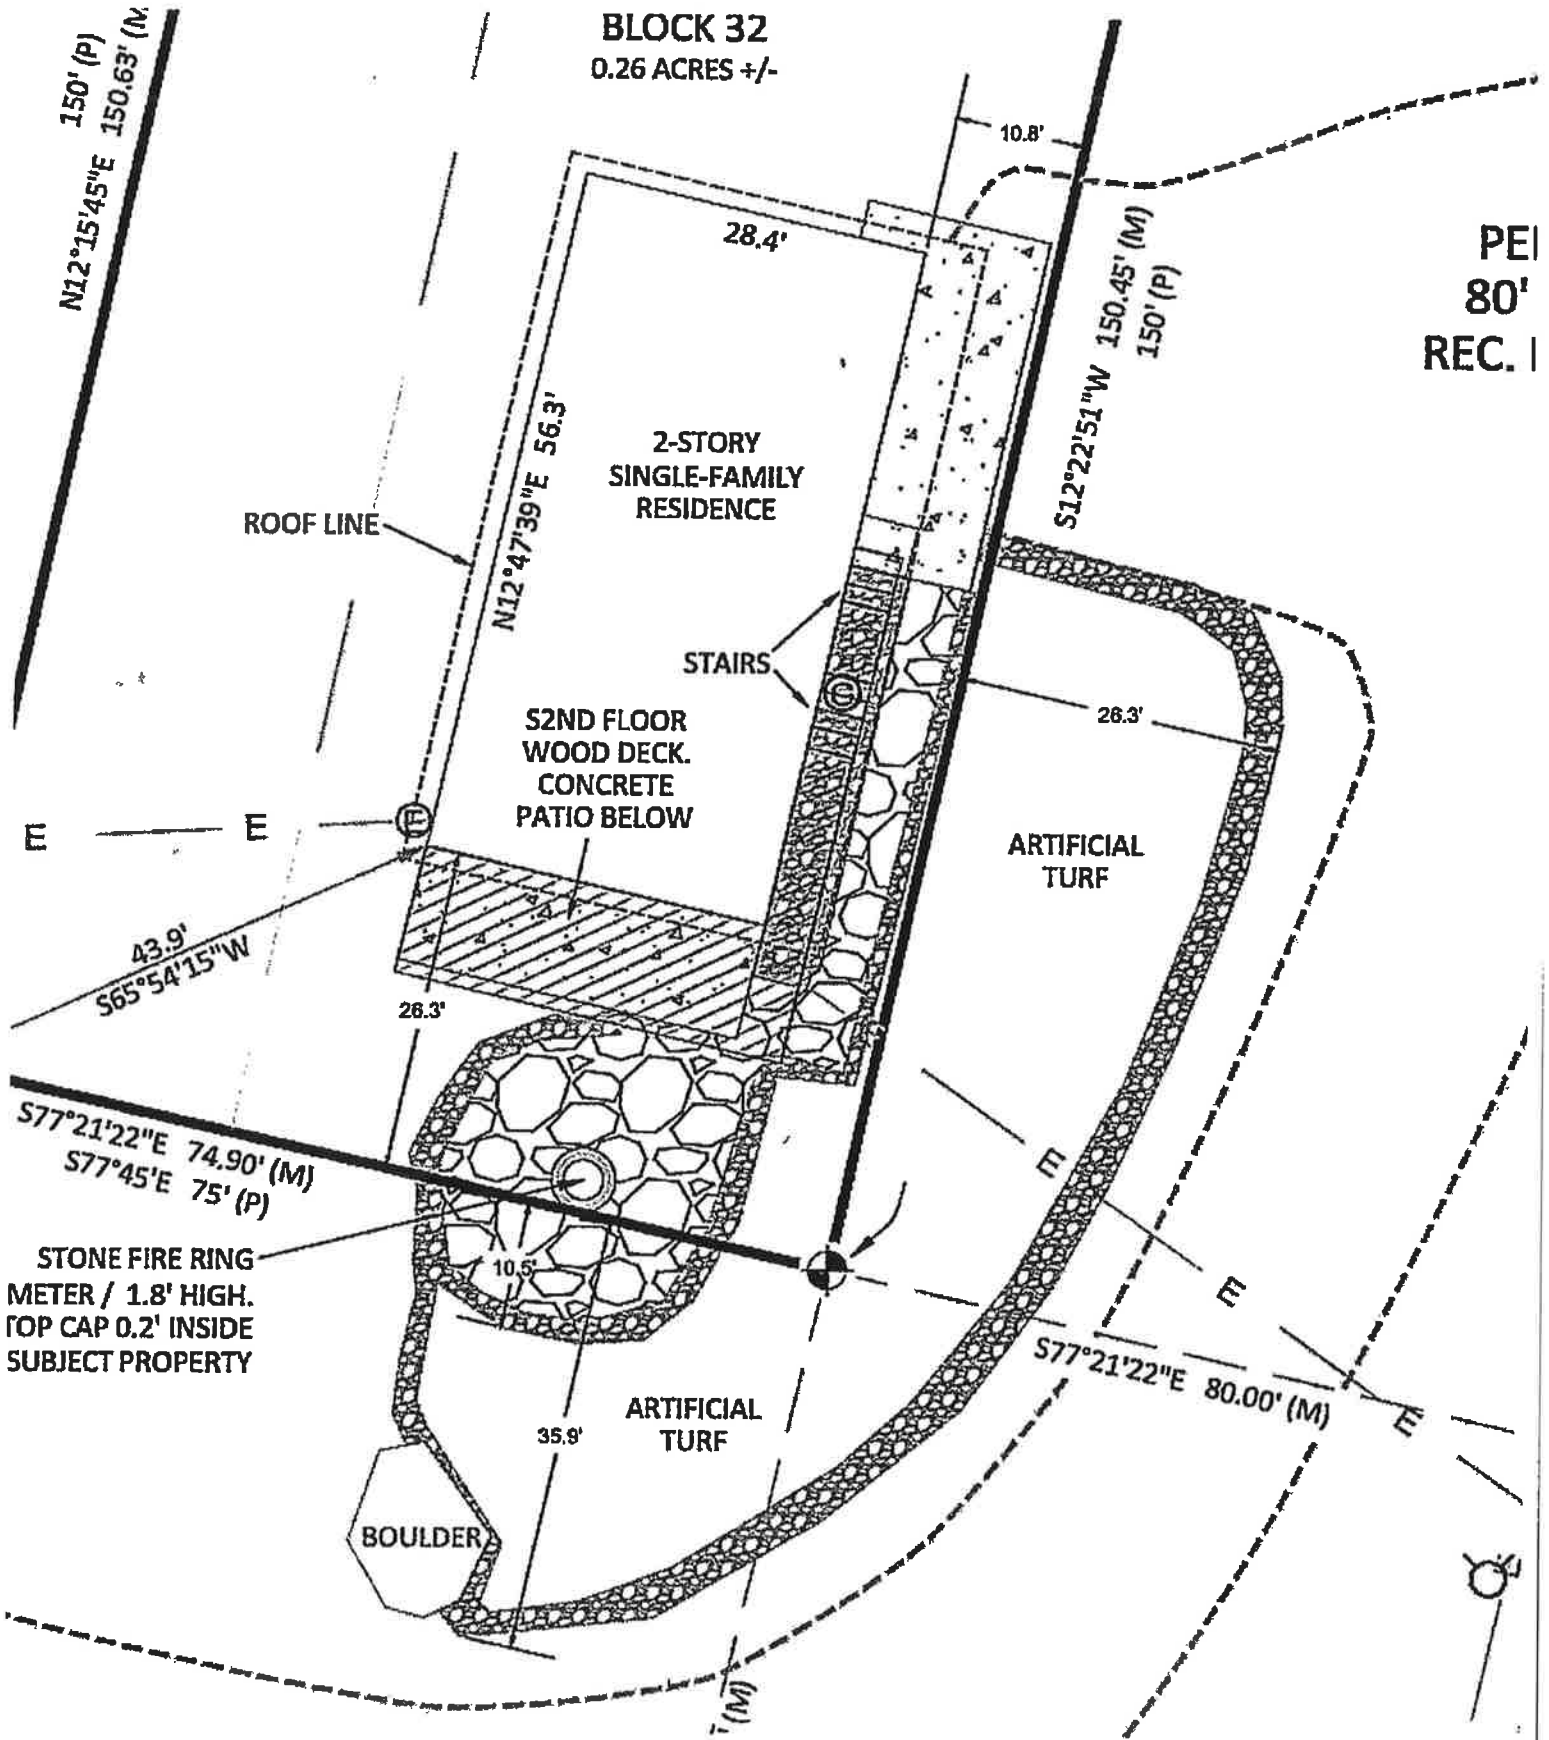 BLOCK 32
0.26 ACRES +/-
150' (P)
N12°15'45"E 150.63' (M
10.8'
28.4'
S12°22'51"W 150.45' (M)
150' (P)
80'
REC.
N12°47'39"E 56.3'
2-STORY
SINGLE-FAMILY
RESIDENCE
ROOF LINE
STAIRS
C
26.3'
S2ND FLOOR
WOOD DECK.
CONCRETE
PATIO BELOW
E
E
E
ARTIFICIAL
TURF
43.9'
S65°54'15"W
26.3'
S77°21'22"E 74.90' (M)
S77°45'E 75' (P)
STONE FIRE RING
METER / 1.8' HIGH.
TOP CAP 0.2' INSIDE
SUBJECT PROPERTY
10.5'
E
E
E
S77°21'22"E 80.00' (M)
35.9'
ARTIFICIAL
TURF
BOULDER
(M)